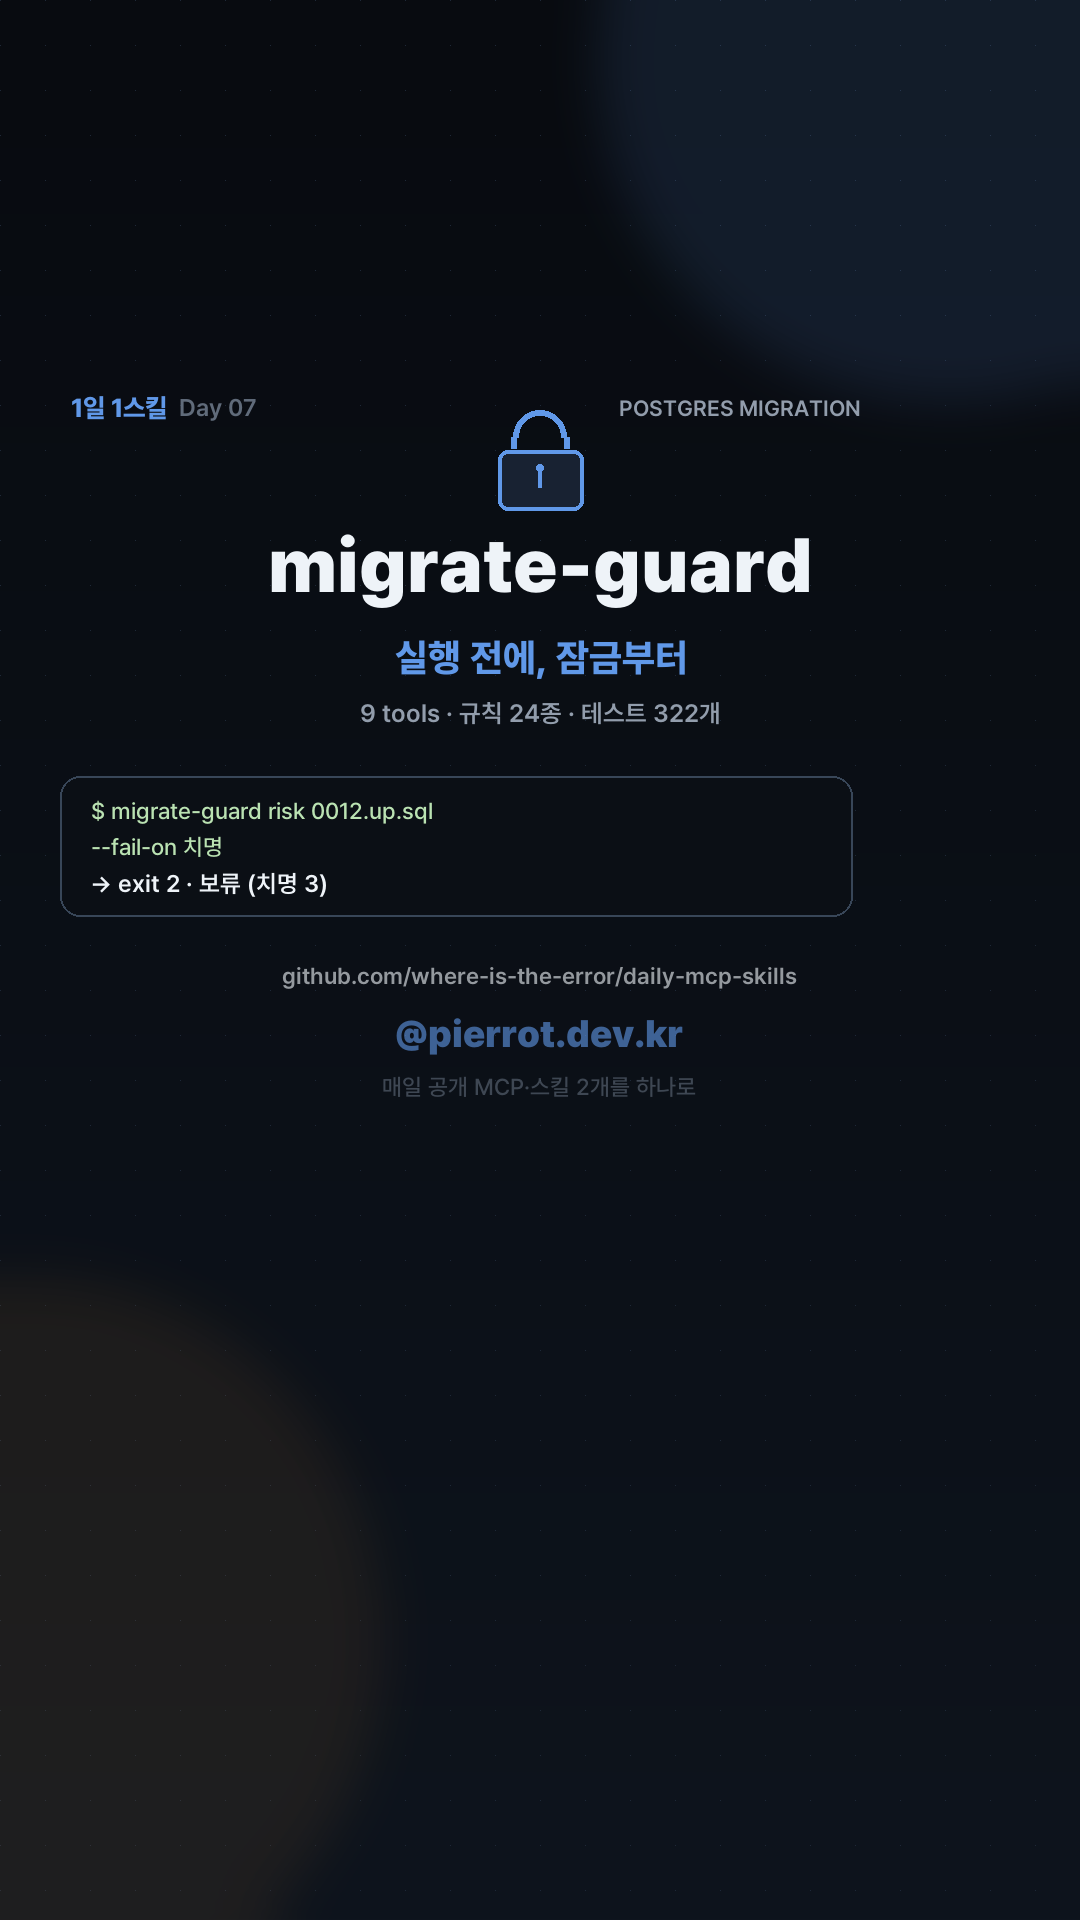 1일 1스킬 Day 07
POSTGRES MIGRATION
migrate-guard
실행 전에, 잠금부터
9 tools · 규칙 24종 · 테스트 322개
$ migrate-guard risk 0012.up.sql
--fail-on 치명
→ exit 2 · 보류 (치명 3)
github.com/where-is-the-error/daily-mcp-skills
@pierrot.dev.kr
매일 공개 MCP·스킬 2개를 하나로